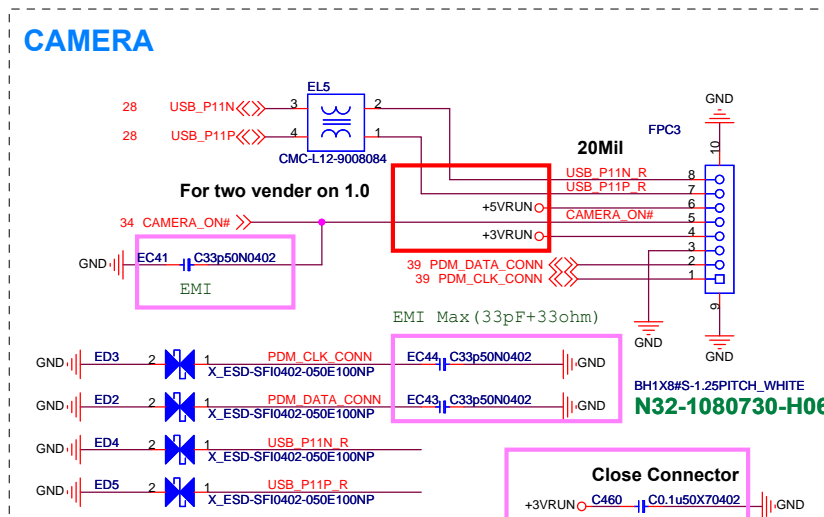 CAMERA
EL5
28 USB_P11N 3 2
28 USB_P11P 4 1
CMC-L12-9008084
GND
FPC3
10
20Mil
For two vender on 1.0
USB_P11N_R 8
USB_P11P_R 7
+5VRUN 6
34 CAMERA_ON# CAMERA_ON# 5
+3VRUN 4
3
39 PDM_DATA_CONN 2
39 PDM_CLK_CONN 1
GND EC41 C33p50N0402
EMI
9
GND
GND
EMI Max(33pF+33ohm)
GND ED3 2 1 PDM_CLK_CONN EC44 C33p50N0402 GND
X_ESD-SFI0402-050E100NP
GND ED2 2 1 PDM_DATA_CONN EC43 C33p50N0402 GND
X_ESD-SFI0402-050E100NP
BH1X8#S-1.25PITCH_WHITE
N32-1080730-H06
GND ED4 2 1 USB_P11N_R
X_ESD-SFI0402-050E100NP
GND ED5 2 1 USB_P11P_R
X_ESD-SFI0402-050E100NP
Close Connector
+3VRUN C460 C0.1u50X70402 GND